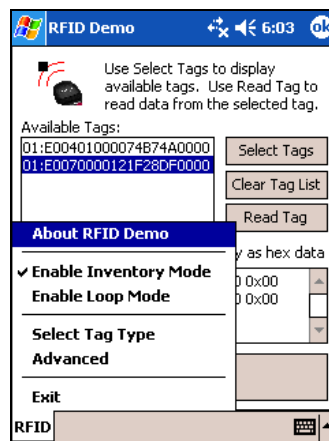 RFID Demo 6:03 ok
Use Select Tags to display
available tags. Use Read Tag to
read data from the selected tag.
Available Tags:
01:E00401000074B74A0000
01:E0070000121F28DF0000
Select Tags
Clear Tag List
Read Tag
About RFID Demo
y as hex data
Enable Inventory Mode
0 0x00
Enable Loop Mode
0 0x00
Select Tag Type
Advanced
Exit
RFID